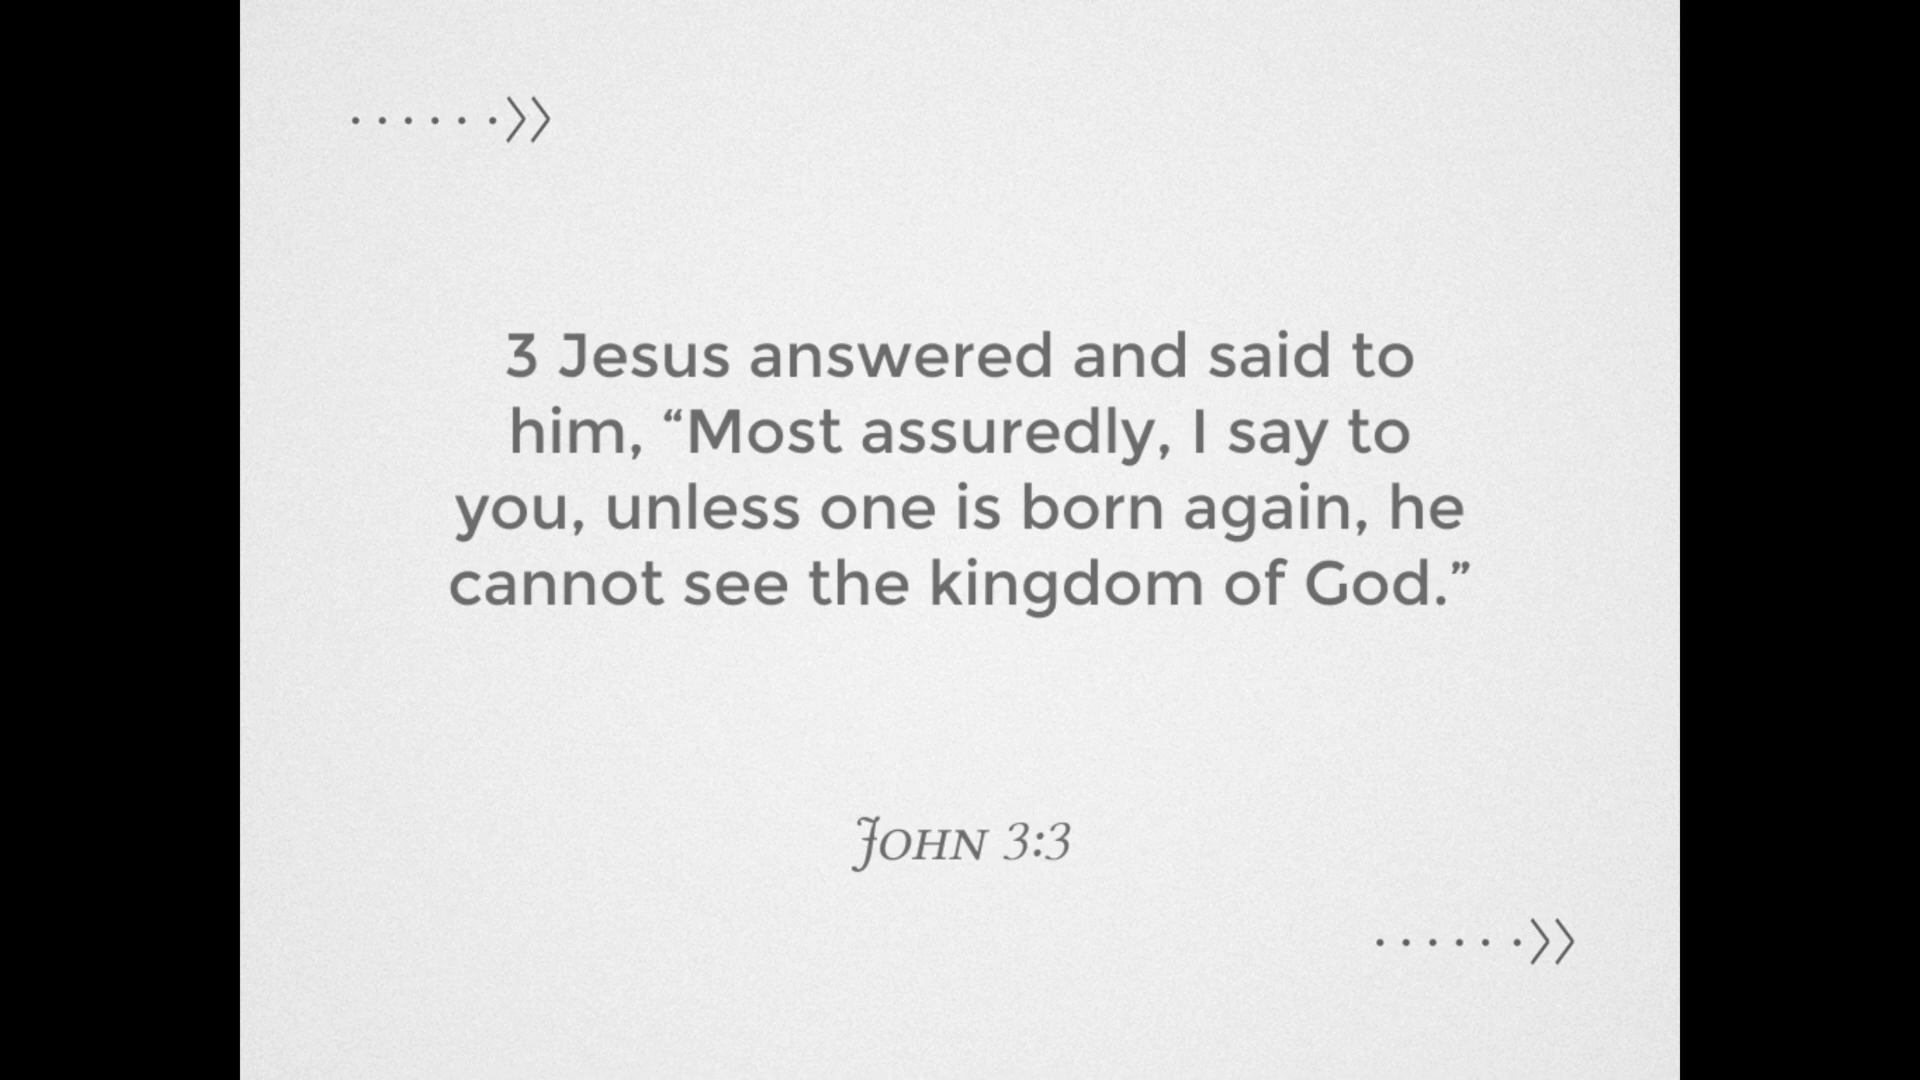 3 Jesus answered and said to
him, “Most assuredly, I say to
you, unless one is born again, he
cannot see the kingdom of God.”
John 3:3